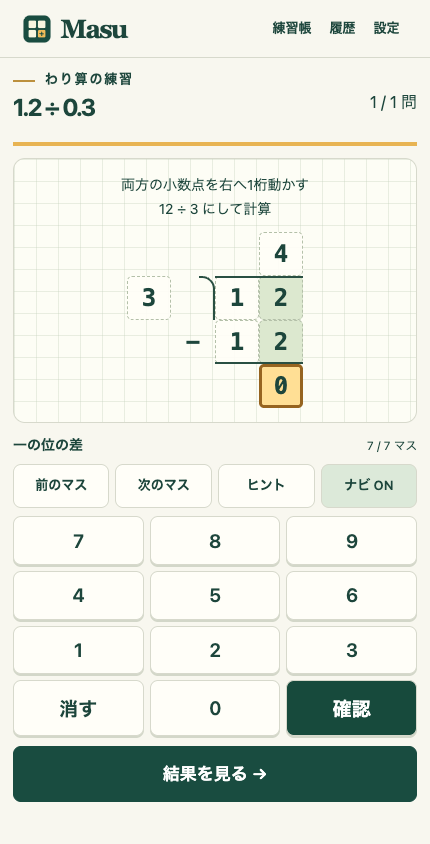 Masu
練習帳 履歴 設定
わり算の練習
1.2÷0.3
1 / 1 問
両方の小数点を右へ1桁動かす
12 ÷ 3 にして計算
4
3 1 2
− 1 2
0
一の位の差
7 / 7 マス
前のマス 次のマス ヒント ナビ ON
7 8 9
4 5 6
1 2 3
消す 0 確認
結果を見る →